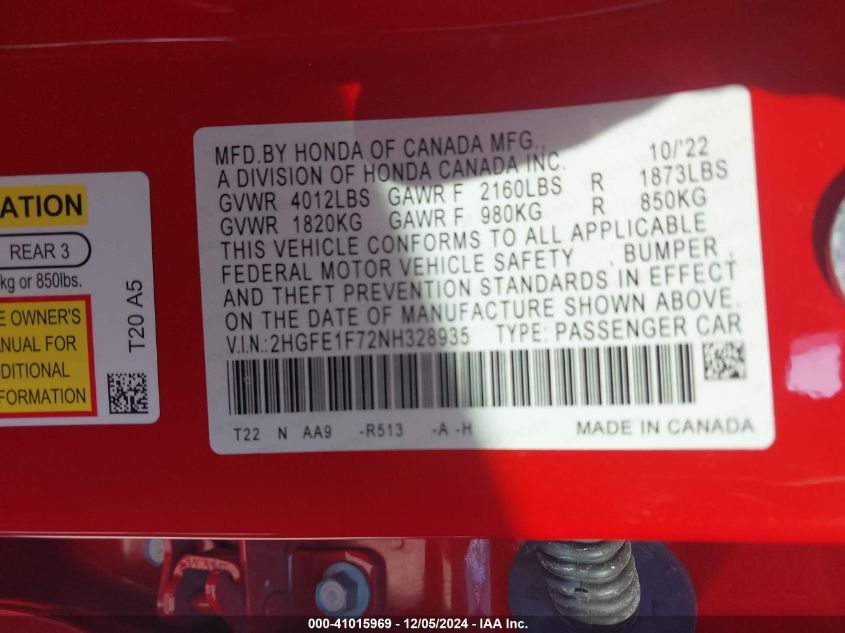 MFD.BY HONDA OF CANADA MFG., 10/'22
A DIVISION OF HONDA CANADA INC.
GVWR 4012LBS GAWR F 2160LBS R 1873LBS
GVWR 1820KG GAWR F 980KG R 850KG
THIS VEHICLE CONFORMS TO ALL APPLICABLE
FEDERAL MOTOR VEHICLE SAFETY , BUMPER ,
AND THEFT PREVENTION STANDARDS IN EFFECT
ON THE DATE OF MANUFACTURE SHOWN ABOVE.
V.I.N.:2HGFE1F72NH328935 TYPE: PASSENGER CAR
T22 N AA9 -R513 -A -H MADE IN CANADA
ATION
REAR 3
kg or 850lbs.
E OWNER'S
ANUAL FOR
DITIONAL
FORMATION
T20 A5
000-41015969 - 12/05/2024 - IAA Inc.